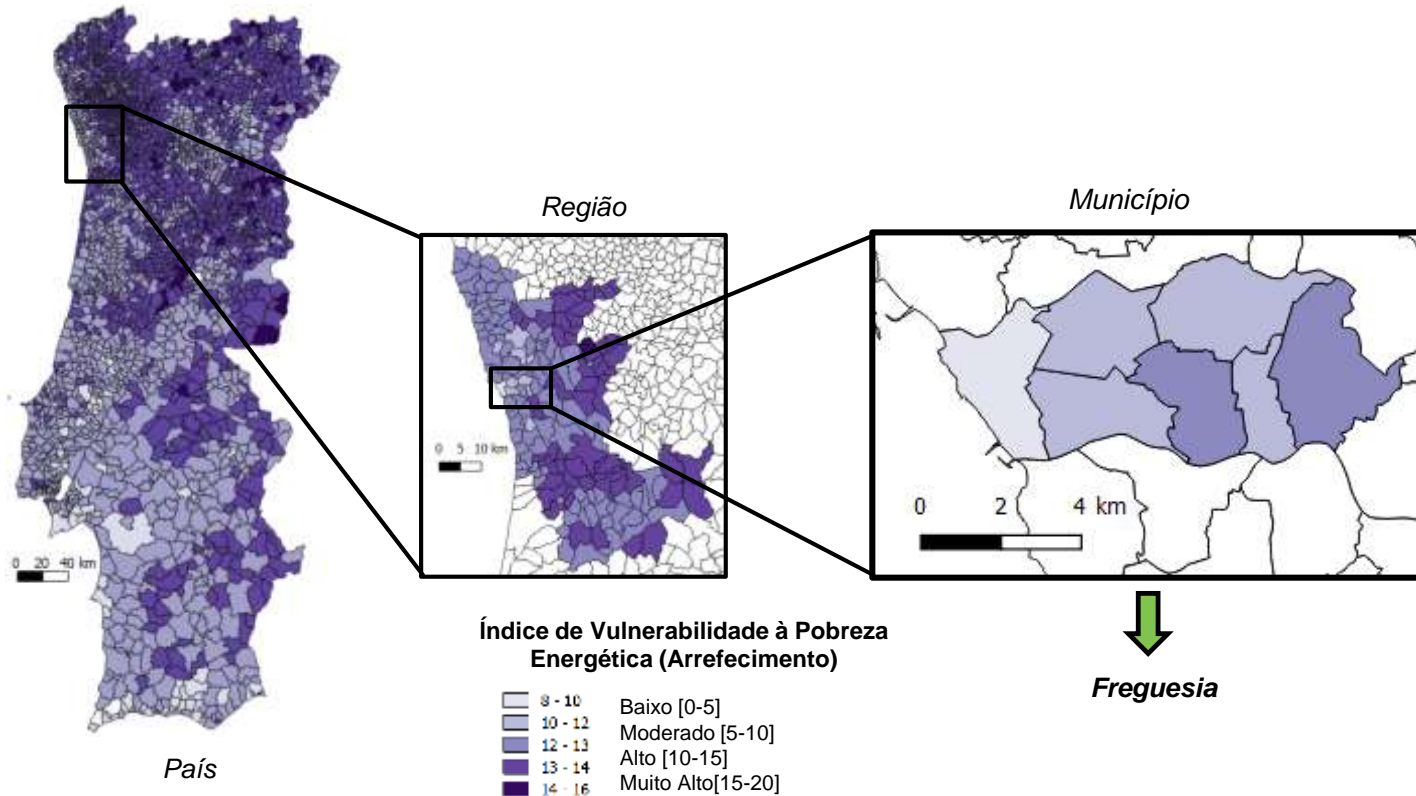 Região
Município
0 5 10 km
0 2 4 km
0 20 40 km
Índice de Vulnerabilidade à Pobreza
Energética (Arrefecimento)
Freguesia
8 - 10
10 - 12
12 - 13
13 - 14
14 - 16
Baixo [0-5]
Moderado [5-10]
Alto [10-15]
Muito Alto[15-20]
País